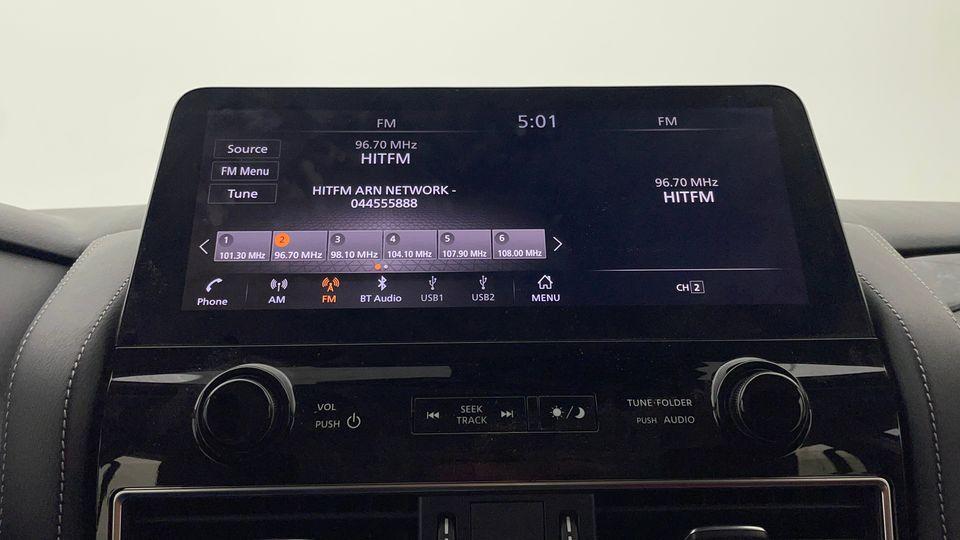 FM
5:01
FM
Source
FM Menu
Tune
96.70 MHz
HITFM
HITFM ARN NETWORK -
044555888
96.70 MHz
HITFM
1
101.30 MHz
2
96.70 MHz
3
98.10 MHz
4
104.10 MHz
5
107.90 MHz
6
108.00 MHz
Phone
AM
FM
BT Audio
USB1
USB2
MENU
CH 2
VOL
PUSH
SEEK
TRACK
TUNE·FOLDER
PUSH AUDIO